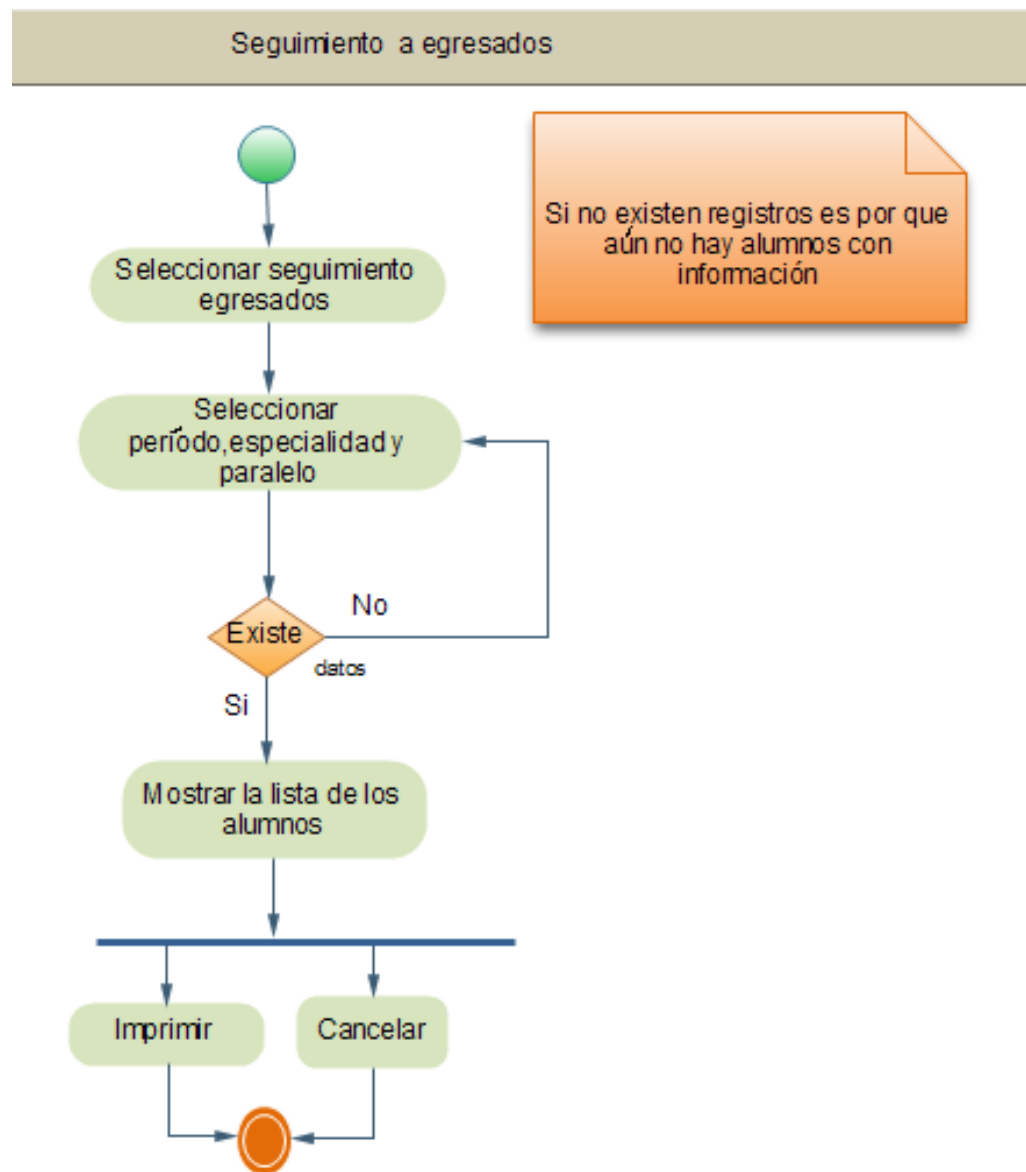 Seguimiento a egresados
Si no existen registros es por que
aún no hay alumnos con
información
Seleccionar seguimiento
egresados
Seleccionar
período,especialidad y
paralelo
No
Existe
datos
Si
Mostrar la lista de los
alumnos
Imprimir
Cancelar